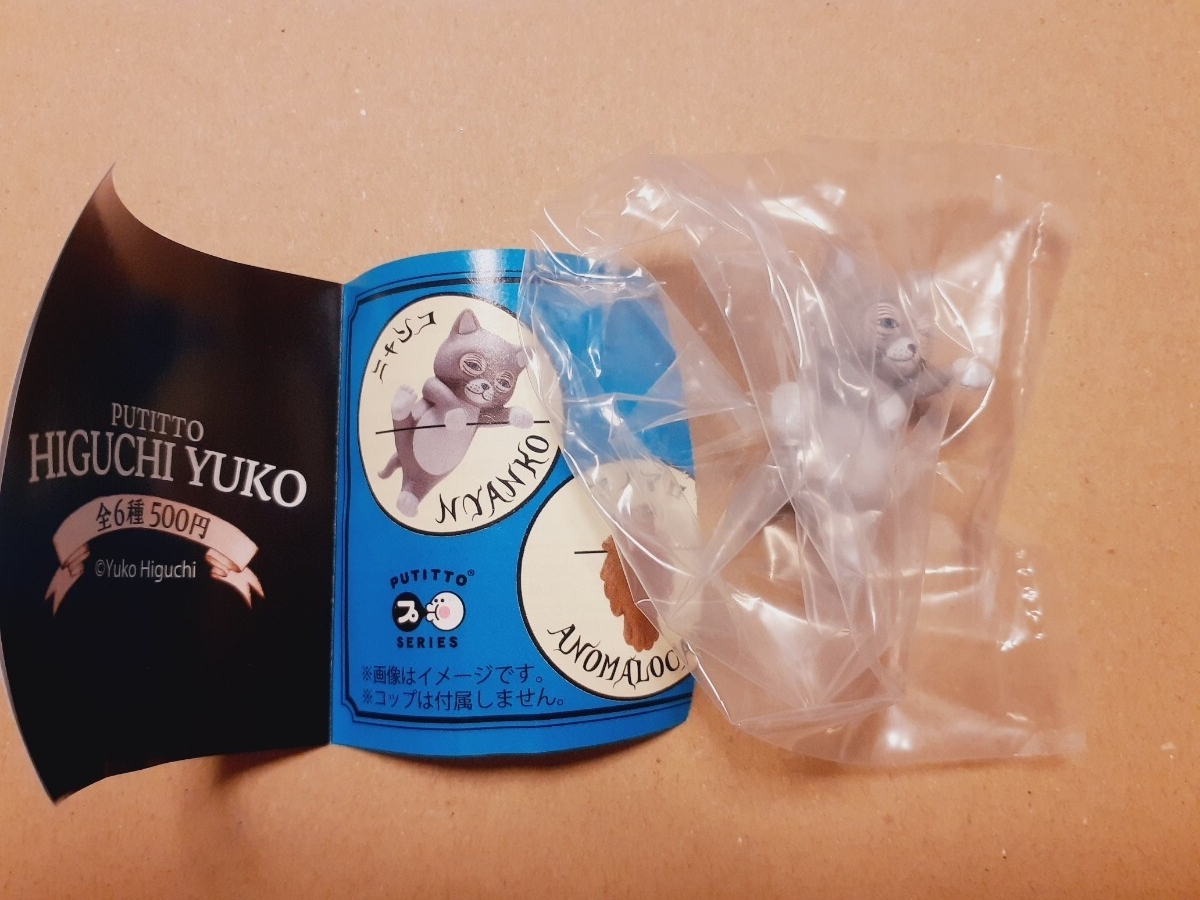 PUTITTO
HIGUCHI YUKO
全6種 500円
©Yuko Higuchi
ニャンコ
NYANKO
ANOMALOCA
PUTITTO®
プ
SERIES
※画像はイメージです。
※コップは付属しません。